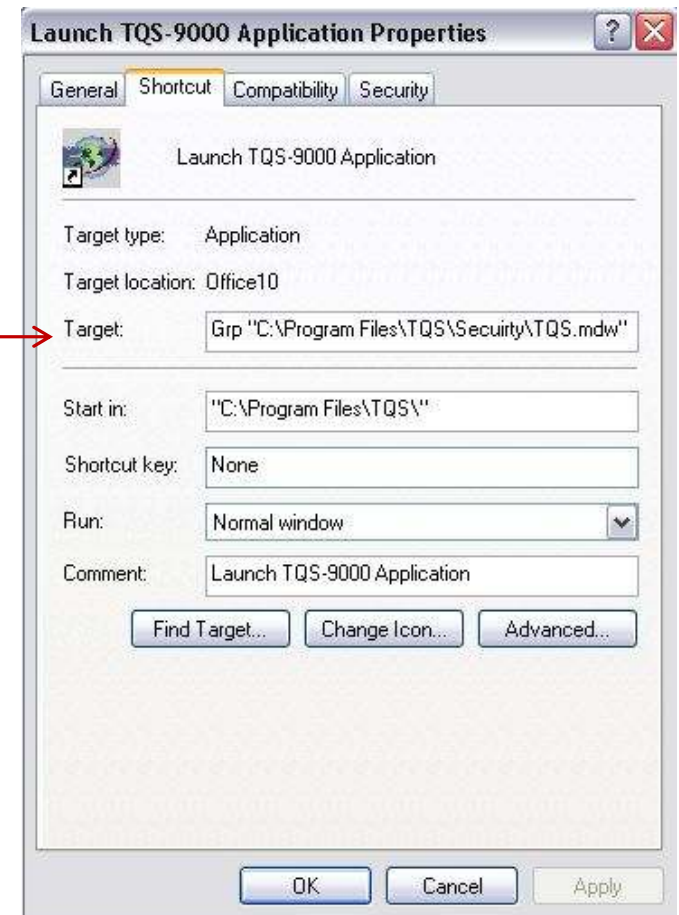 Launch TQS-9000 Application Properties
General Shortcut Compatibility Security
Launch TQS-9000 Application
Target type: Application
Target location: Office10
Target: Grp "C:\Program Files\TQS\Secuirty\TQS.mdw"
Start in: "C:\Program Files\TQS\"
Shortcut key: None
Run: Normal window
Comment: Launch TQS-9000 Application
Find Target... Change Icon... Advanced...
OK Cancel Apply